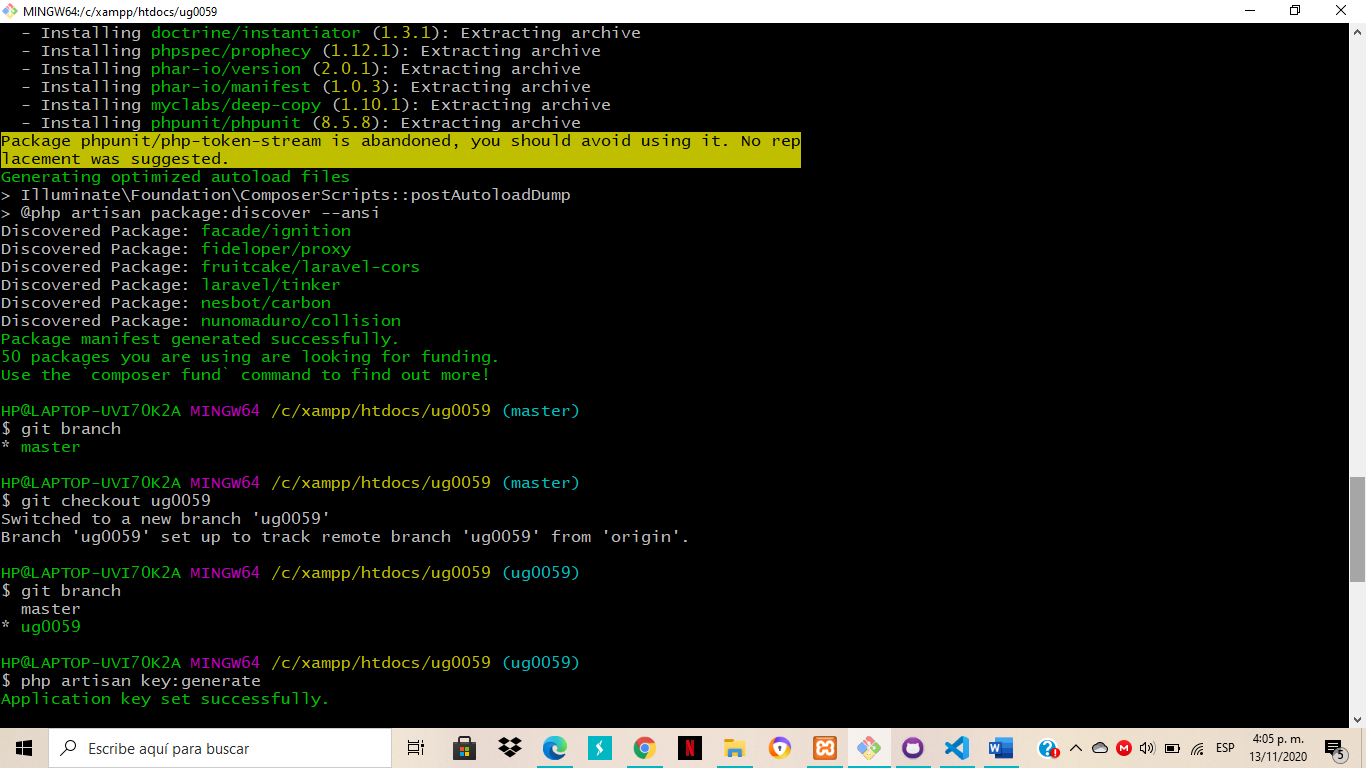 MINGW64:/c/xampp/htdocs/ug0059
- Installing doctrine/instantiator (1.3.1): Extracting archive
- Installing phpspec/prophecy (1.12.1): Extracting archive
- Installing phar-io/version (2.0.1): Extracting archive
- Installing phar-io/manifest (1.0.3): Extracting archive
- Installing myclabs/deep-copy (1.10.1): Extracting archive
- Installing phpunit/phpunit (8.5.8): Extracting archive
Package phpunit/php-token-stream is abandoned, you should avoid using it. No rep
lacement was suggested.
Generating optimized autoload files
> Illuminate\Foundation\ComposerScripts::postAutoloadDump
> @php artisan package:discover --ansi
Discovered Package: facade/ignition
Discovered Package: fideloper/proxy
Discovered Package: fruitcake/laravel-cors
Discovered Package: laravel/tinker
Discovered Package: nesbot/carbon
Discovered Package: nunomaduro/collision
Package manifest generated successfully.
50 packages you are using are looking for funding.
Use the `composer fund` command to find out more!
HP@LAPTOP-UVI70K2A MINGW64 /c/xampp/htdocs/ug0059 (master)
$ git branch
* master
HP@LAPTOP-UVI70K2A MINGW64 /c/xampp/htdocs/ug0059 (master)
$ git checkout ug0059
Switched to a new branch 'ug0059'
Branch 'ug0059' set up to track remote branch 'ug0059' from 'origin'.
HP@LAPTOP-UVI70K2A MINGW64 /c/xampp/htdocs/ug0059 (ug0059)
$ git branch
master
* ug0059
HP@LAPTOP-UVI70K2A MINGW64 /c/xampp/htdocs/ug0059 (ug0059)
$ php artisan key:generate
Application key set successfully.
Escribe aquí para buscar
ESP
4:05 p. m.
13/11/2020
5